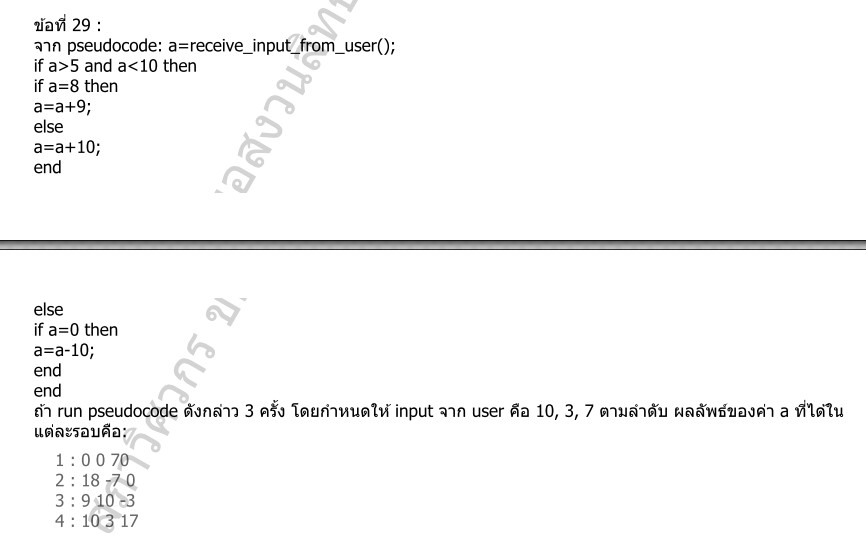 ข้อที่ 29 :
จาก pseudocode: a=receive_input_from_user();
if a>5 and a<10 then
if a=8 then
a=a+9;
else
a=a+10;
end
else
if a=0 then
a=a-10;
end
end
ถ้า run pseudocode ดังกล่าว 3 ครั้ง โดยกำหนดให้ input จาก user คือ 10, 3, 7 ตามลำดับ ผลลัพธ์ของค่า a ที่ได้ใน
แต่ละรอบคือ:
1 : 0 0 70
2 : 18 -7 0
3 : 9 10 -3
4 : 10 3 17